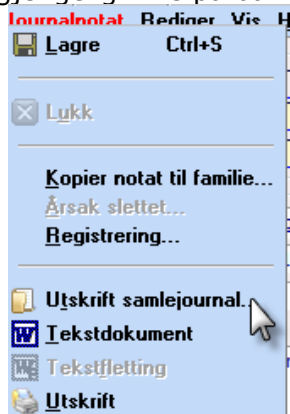 Journalnotat Rediger Vis
Lagre Ctrl+S
Lukk
Kopier notat til familie...
Årsak slettet...
Registrering...
Utskrift samlejournal...
Tekstdokument
Tekstfletting
Utskrift